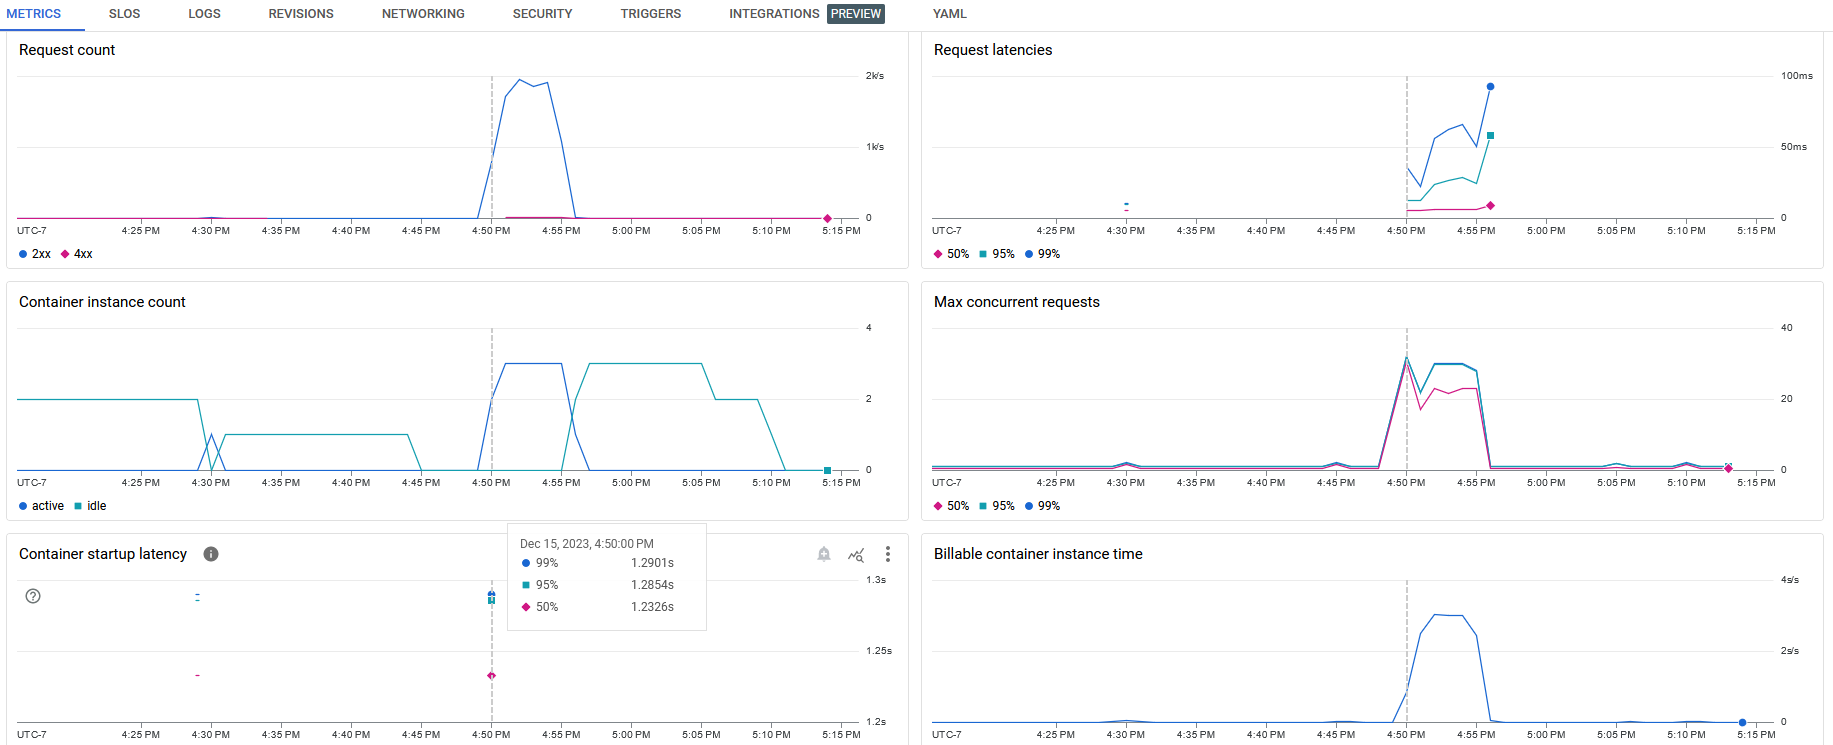 METRICS SLOS LOGS REVISIONS NETWORKING SECURITY TRIGGERS INTEGRATIONS PREVIEW YAML
Request count
2k/s
1k/s
0
UTC-7 4:25 PM 4:30 PM 4:35 PM 4:40 PM 4:45 PM 4:50 PM 4:55 PM 5:00 PM 5:05 PM 5:10 PM 5:15 PM
2xx 4xx
Request latencies
100ms
50ms
0
UTC-7 4:25 PM 4:30 PM 4:35 PM 4:40 PM 4:45 PM 4:50 PM 4:55 PM 5:00 PM 5:05 PM 5:10 PM 5:15 PM
50% 95% 99%
Container instance count
4
2
0
UTC-7 4:25 PM 4:30 PM 4:35 PM 4:40 PM 4:45 PM 4:50 PM 4:55 PM 5:00 PM 5:05 PM 5:10 PM 5:15 PM
active idle
Max concurrent requests
40
20
0
UTC-7 4:25 PM 4:30 PM 4:35 PM 4:40 PM 4:45 PM 4:50 PM 4:55 PM 5:00 PM 5:05 PM 5:10 PM 5:15 PM
50% 95% 99%
Container startup latency
Dec 15, 2023, 4:50:00 PM
99% 1.2901s
95% 1.2854s
50% 1.2326s
1.3s
1.25s
1.2s
UTC-7 4:25 PM 4:30 PM 4:35 PM 4:40 PM 4:45 PM 4:50 PM 4:55 PM 5:00 PM 5:05 PM 5:10 PM 5:15 PM
Billable container instance time
4s/s
2s/s
0
UTC-7 4:25 PM 4:30 PM 4:35 PM 4:40 PM 4:45 PM 4:50 PM 4:55 PM 5:00 PM 5:05 PM 5:10 PM 5:15 PM